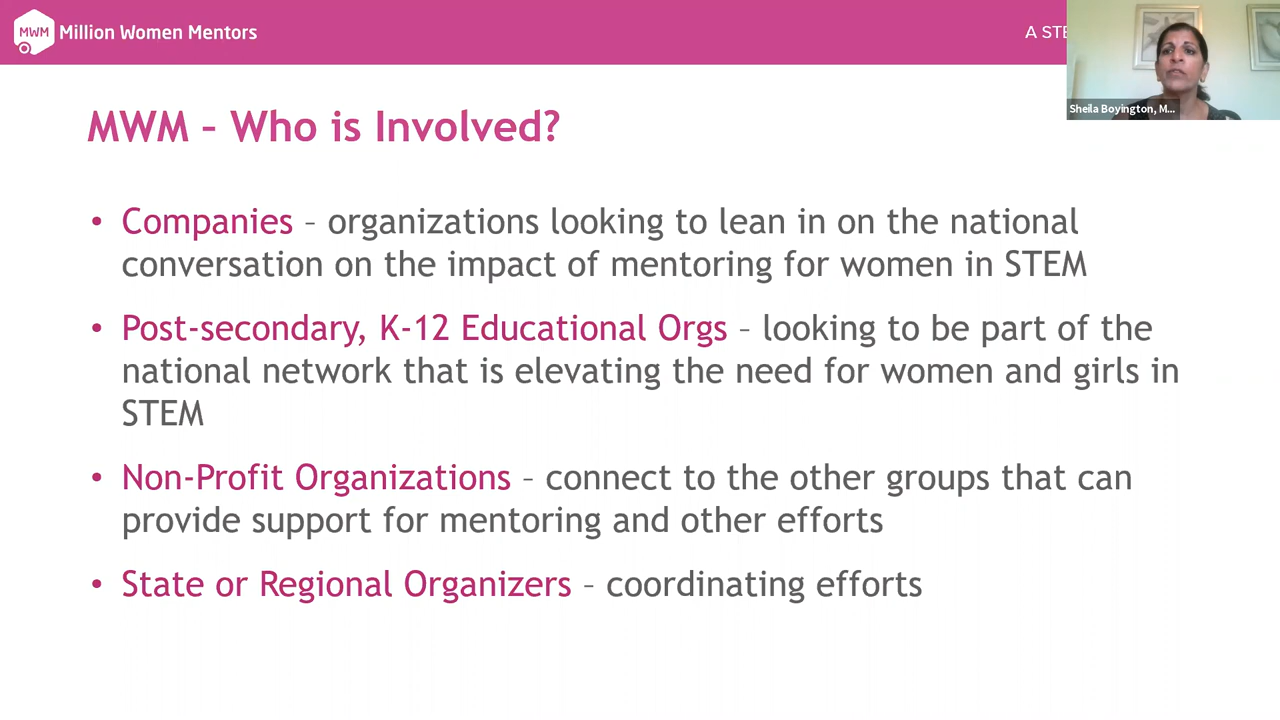 MWM
Million Women Mentors
A STE
Sheila Boyington, M...
MWM – Who is Involved?
• Companies – organizations looking to lean in on the national
conversation on the impact of mentoring for women in STEM
• Post-secondary, K-12 Educational Orgs – looking to be part of the
national network that is elevating the need for women and girls in
STEM
• Non-Profit Organizations – connect to the other groups that can
provide support for mentoring and other efforts
• State or Regional Organizers – coordinating efforts